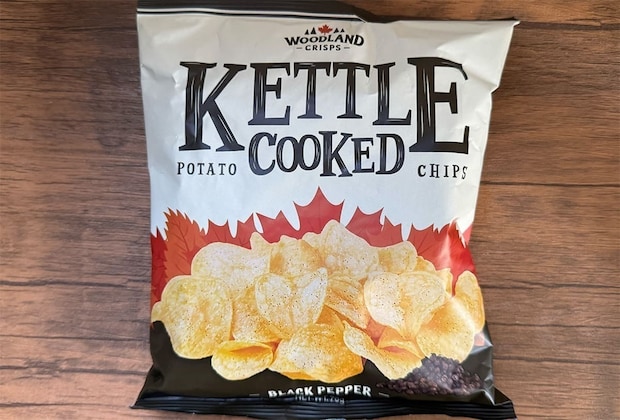 WOODLAND
CRISPS
KETTLE
POTATO COOKED CHIPS
BLACK PEPPER